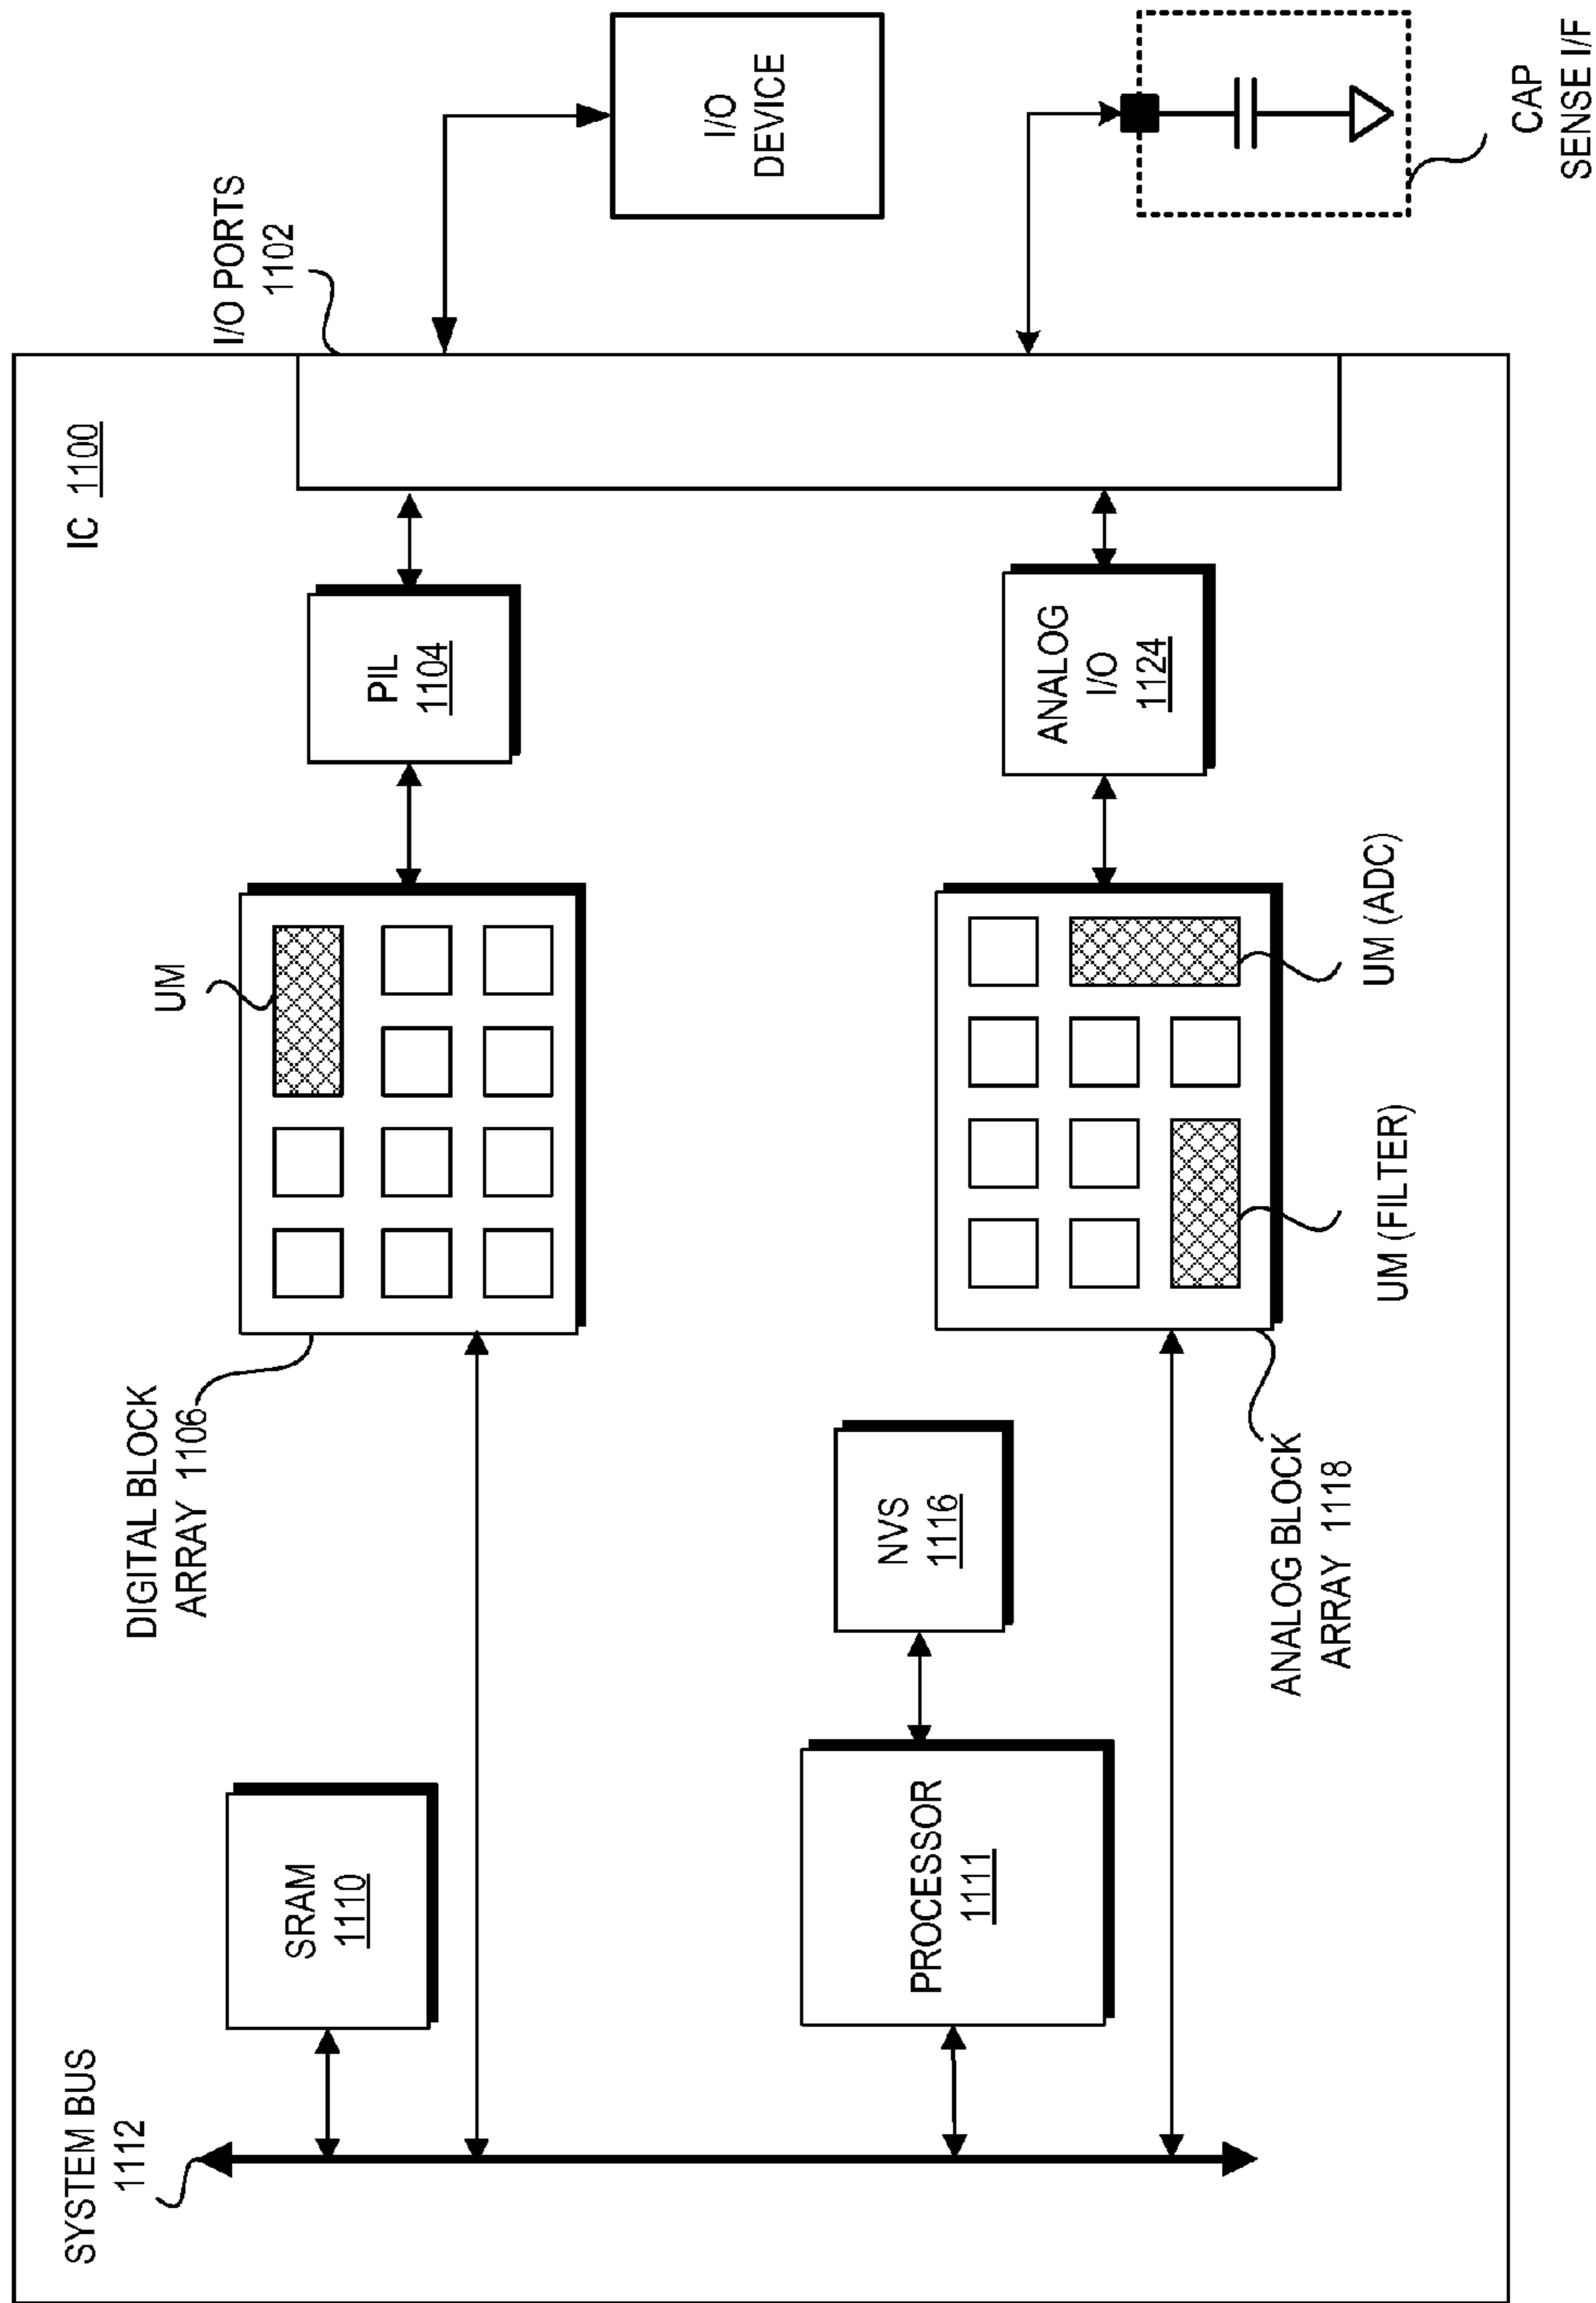 SYSTEM BUS
1112
SRAM
1110
DIGITAL BLOCK
ARRAY 1106
UM
PIL
1104
IC 1100
I/O PORTS
1102
I/O
DEVICE
PROCESSOR
1111
NVS
1116
ANALOG
I/O
1124
ANALOG BLOCK
ARRAY 1118
UM (FILTER)
UM (ADC)
CAP
SENSE I/F